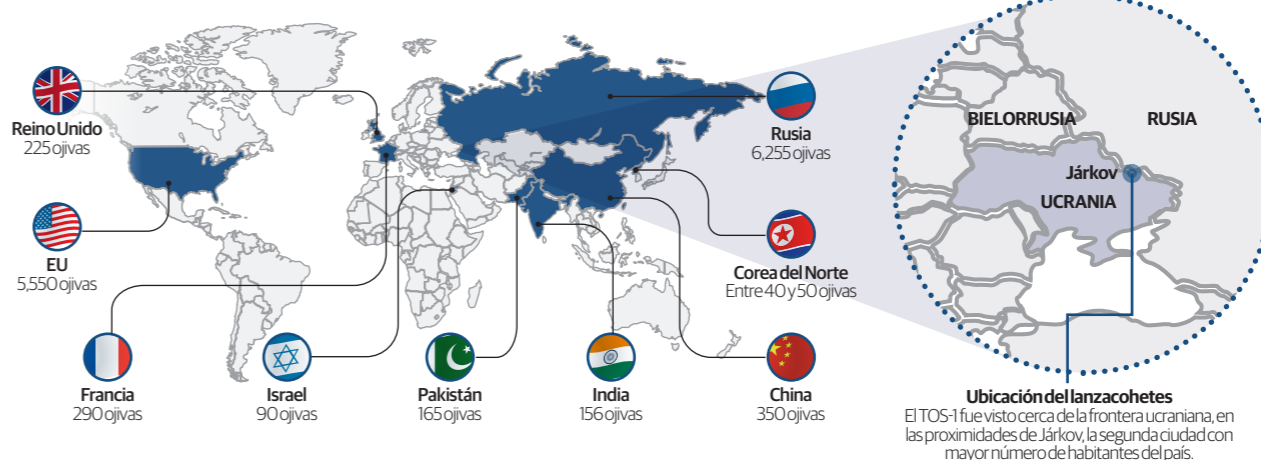 Reino Unido
225 ojivas
EU
5,550 ojivas
Francia
290 ojivas
Israel
90 ojivas
Pakistán
165 ojivas
India
156 ojivas
China
350 ojivas
Corea del Norte
Entre 40 y 50 ojivas
Rusia
6,255 ojivas
BIELORRUSIA
RUSIA
Járkov
UCRANIA
Ubicación del lanzacohetes
El TOS-1 fue visto cerca de la frontera ucraniana, en
las proximidades de Járkov, la segunda ciudad con
mayor número de habitantes del país.